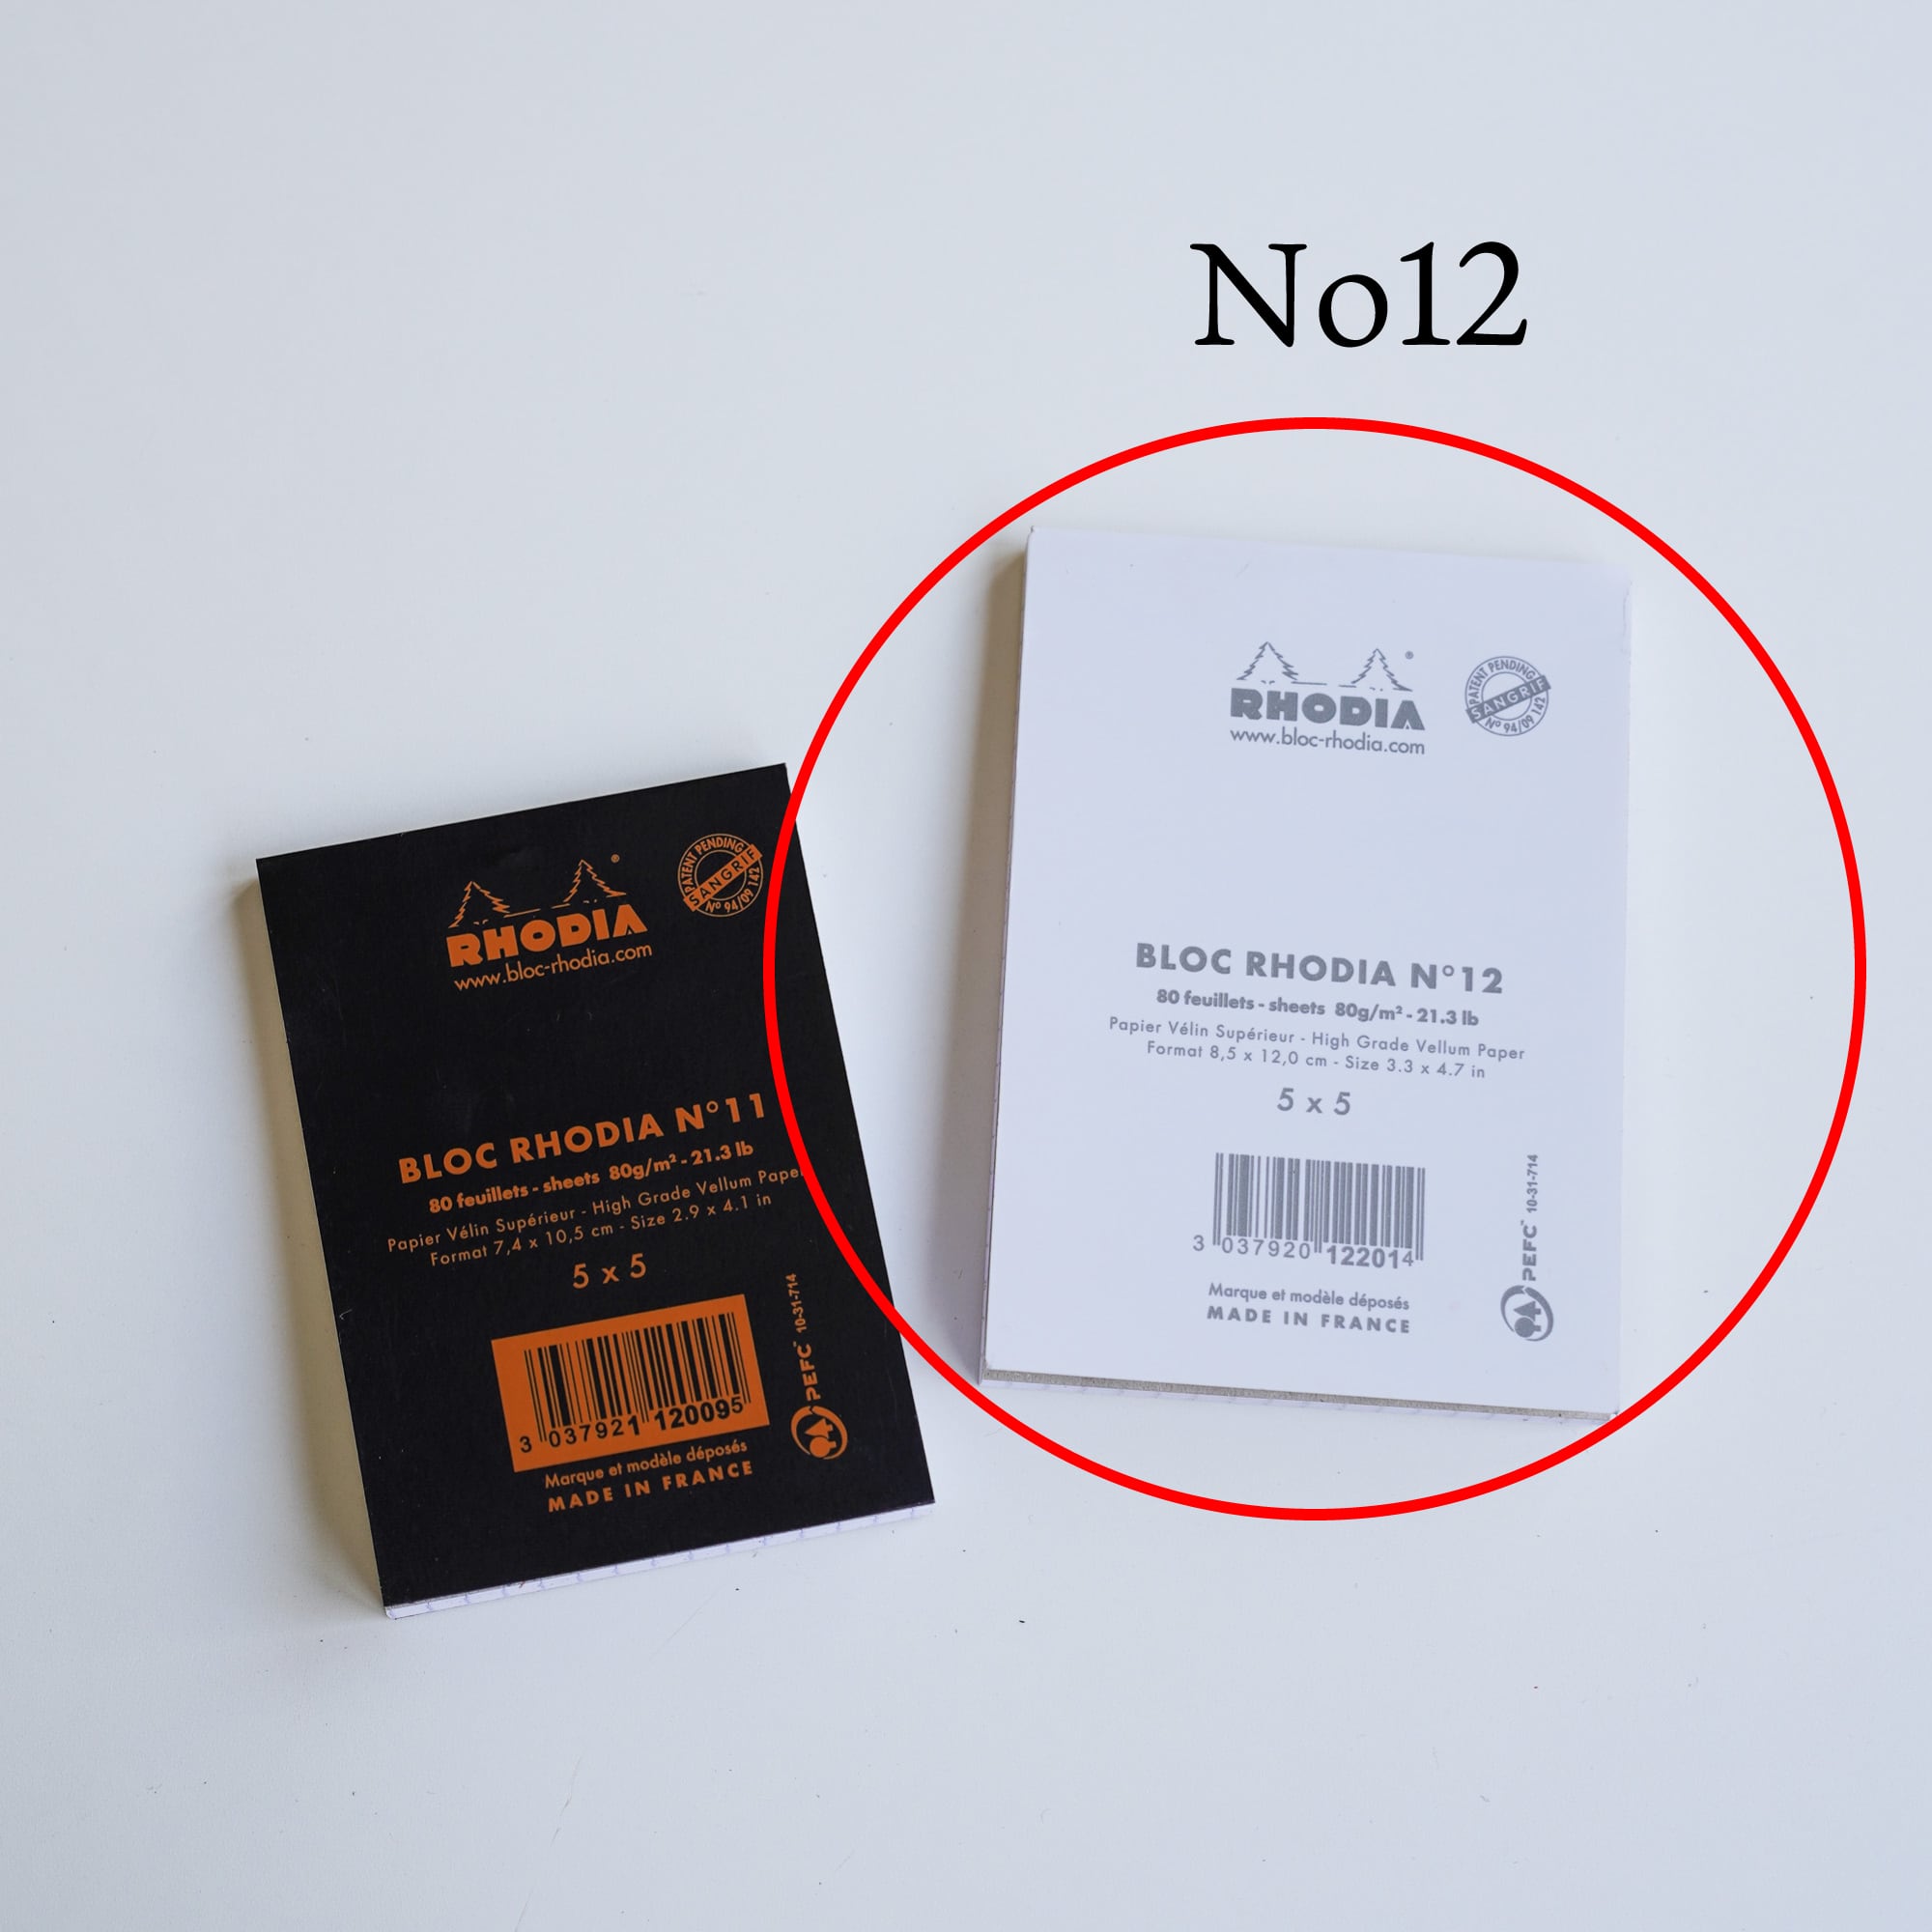 No12
RHODIA
www.bloc-rhodia.com
PATENT PENDING
SANGRIF
N° 94/09 142
BLOC RHODIA N°12
80 feuillets - sheets 80g/m² - 21.3 lb
Papier Vélin Supérieur - High Grade Vellum Paper
Format 8,5 x 12,0 cm - Size 3.3 x 4.7 in
5 x 5
3 037920 122014
Marque et modèle déposés
MADE IN FRANCE
PEFC™ 10-31-714
RHODIA
www.bloc-rhodia.com
PATENT PENDING
SANGRIF
N° 94/09 142
BLOC RHODIA N°11
80 feuillets - sheets 80g/m² - 21.3 lb
Papier Vélin Supérieur - High Grade Vellum Paper
Format 7,4 x 10,5 cm - Size 2.9 x 4.1 in
5 x 5
3 037921 120095
Marque et modèle déposés
MADE IN FRANCE
PEFC™ 10-31-714